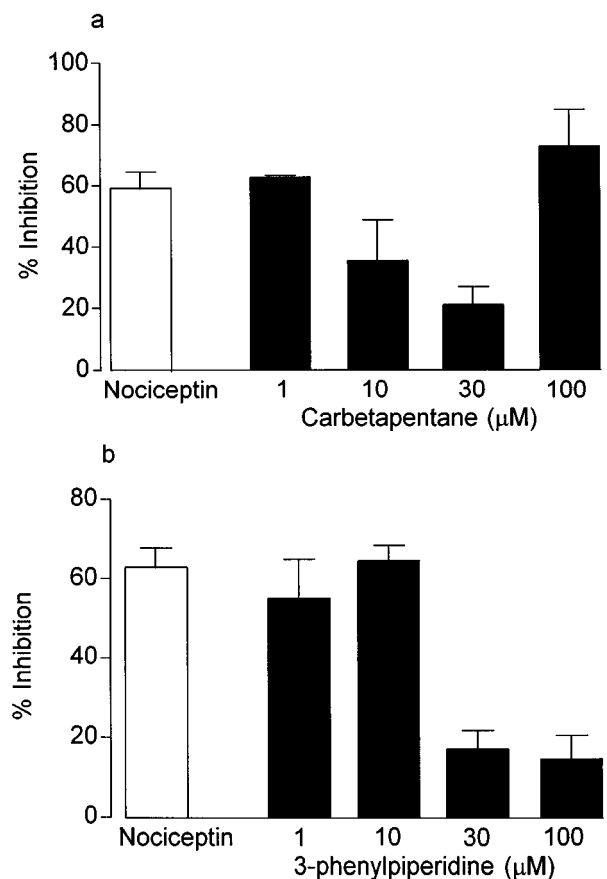 a
100
80
60
40
20
0
% Inhibition
Nociceptin 1 10 30 100
Carbetapentane (μM)
b
80
60
40
20
0
% Inhibition
Nociceptin 1 10 30 100
3-phenylpiperidine (μM)